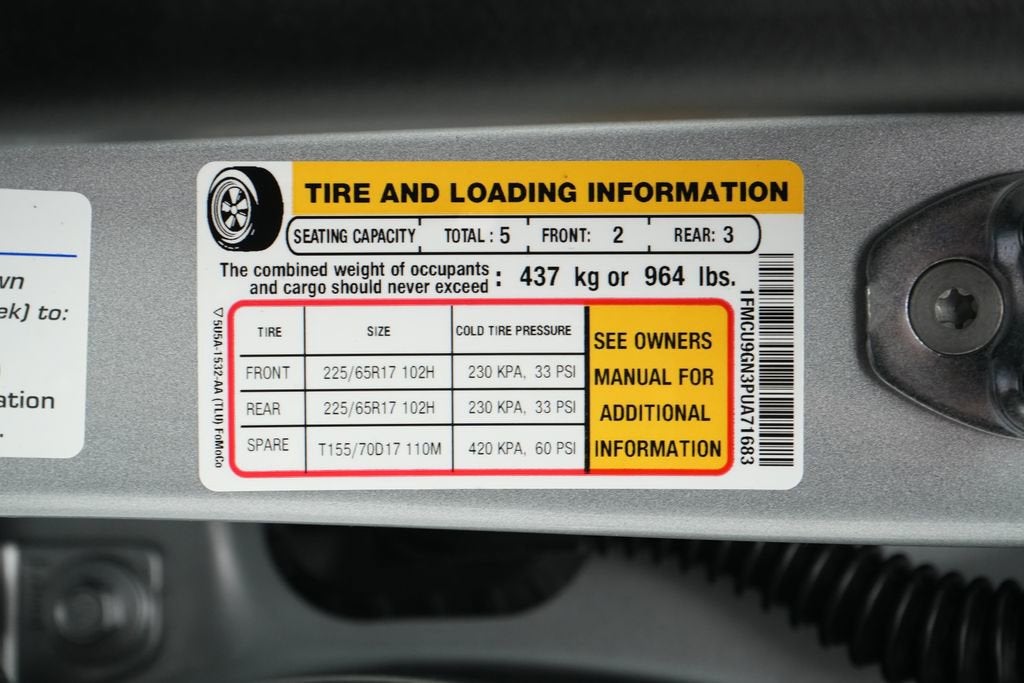 wn
ek) to:
ation
TIRE AND LOADING INFORMATION
SEATING CAPACITY TOTAL: 5 FRONT: 2 REAR: 3
The combined weight of occupants
and cargo should never exceed : 437 kg or 964 lbs.
TIRE SIZE COLD TIRE PRESSURE
FRONT 225/65R17 102H 230 KPA, 33 PSI
REAR 225/65R17 102H 230 KPA, 33 PSI
SPARE T155/70D17 110M 420 KPA, 60 PSI
SEE OWNERS
MANUAL FOR
ADDITIONAL
INFORMATION
5U5A-1532-AA (TLU) FoMoCo
1FMCU9GN3PUA71683